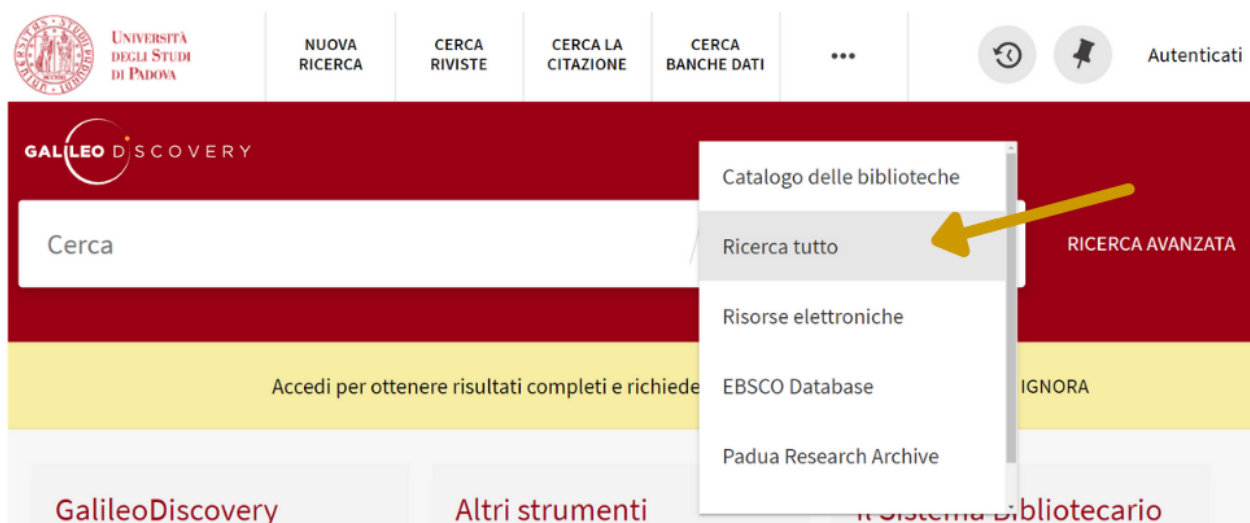 UNIVERSITÀ
DEGLI STUDI
DI PADOVA
NUOVA
RICERCA
CERCA
RIVISTE
CERCA LA
CITAZIONE
CERCA
BANCHE DATI
•••
Autenticati
GALILEO DISCOVERY
Cerca
RICERCA AVANZATA
Catalogo delle biblioteche
Ricerca tutto
Risorse elettroniche
EBSCO Database
Padua Research Archive
Accedi per ottenere risultati completi e richiede
IGNORA
GalileoDiscovery
Altri strumenti
Il Sistema Bibliotecario